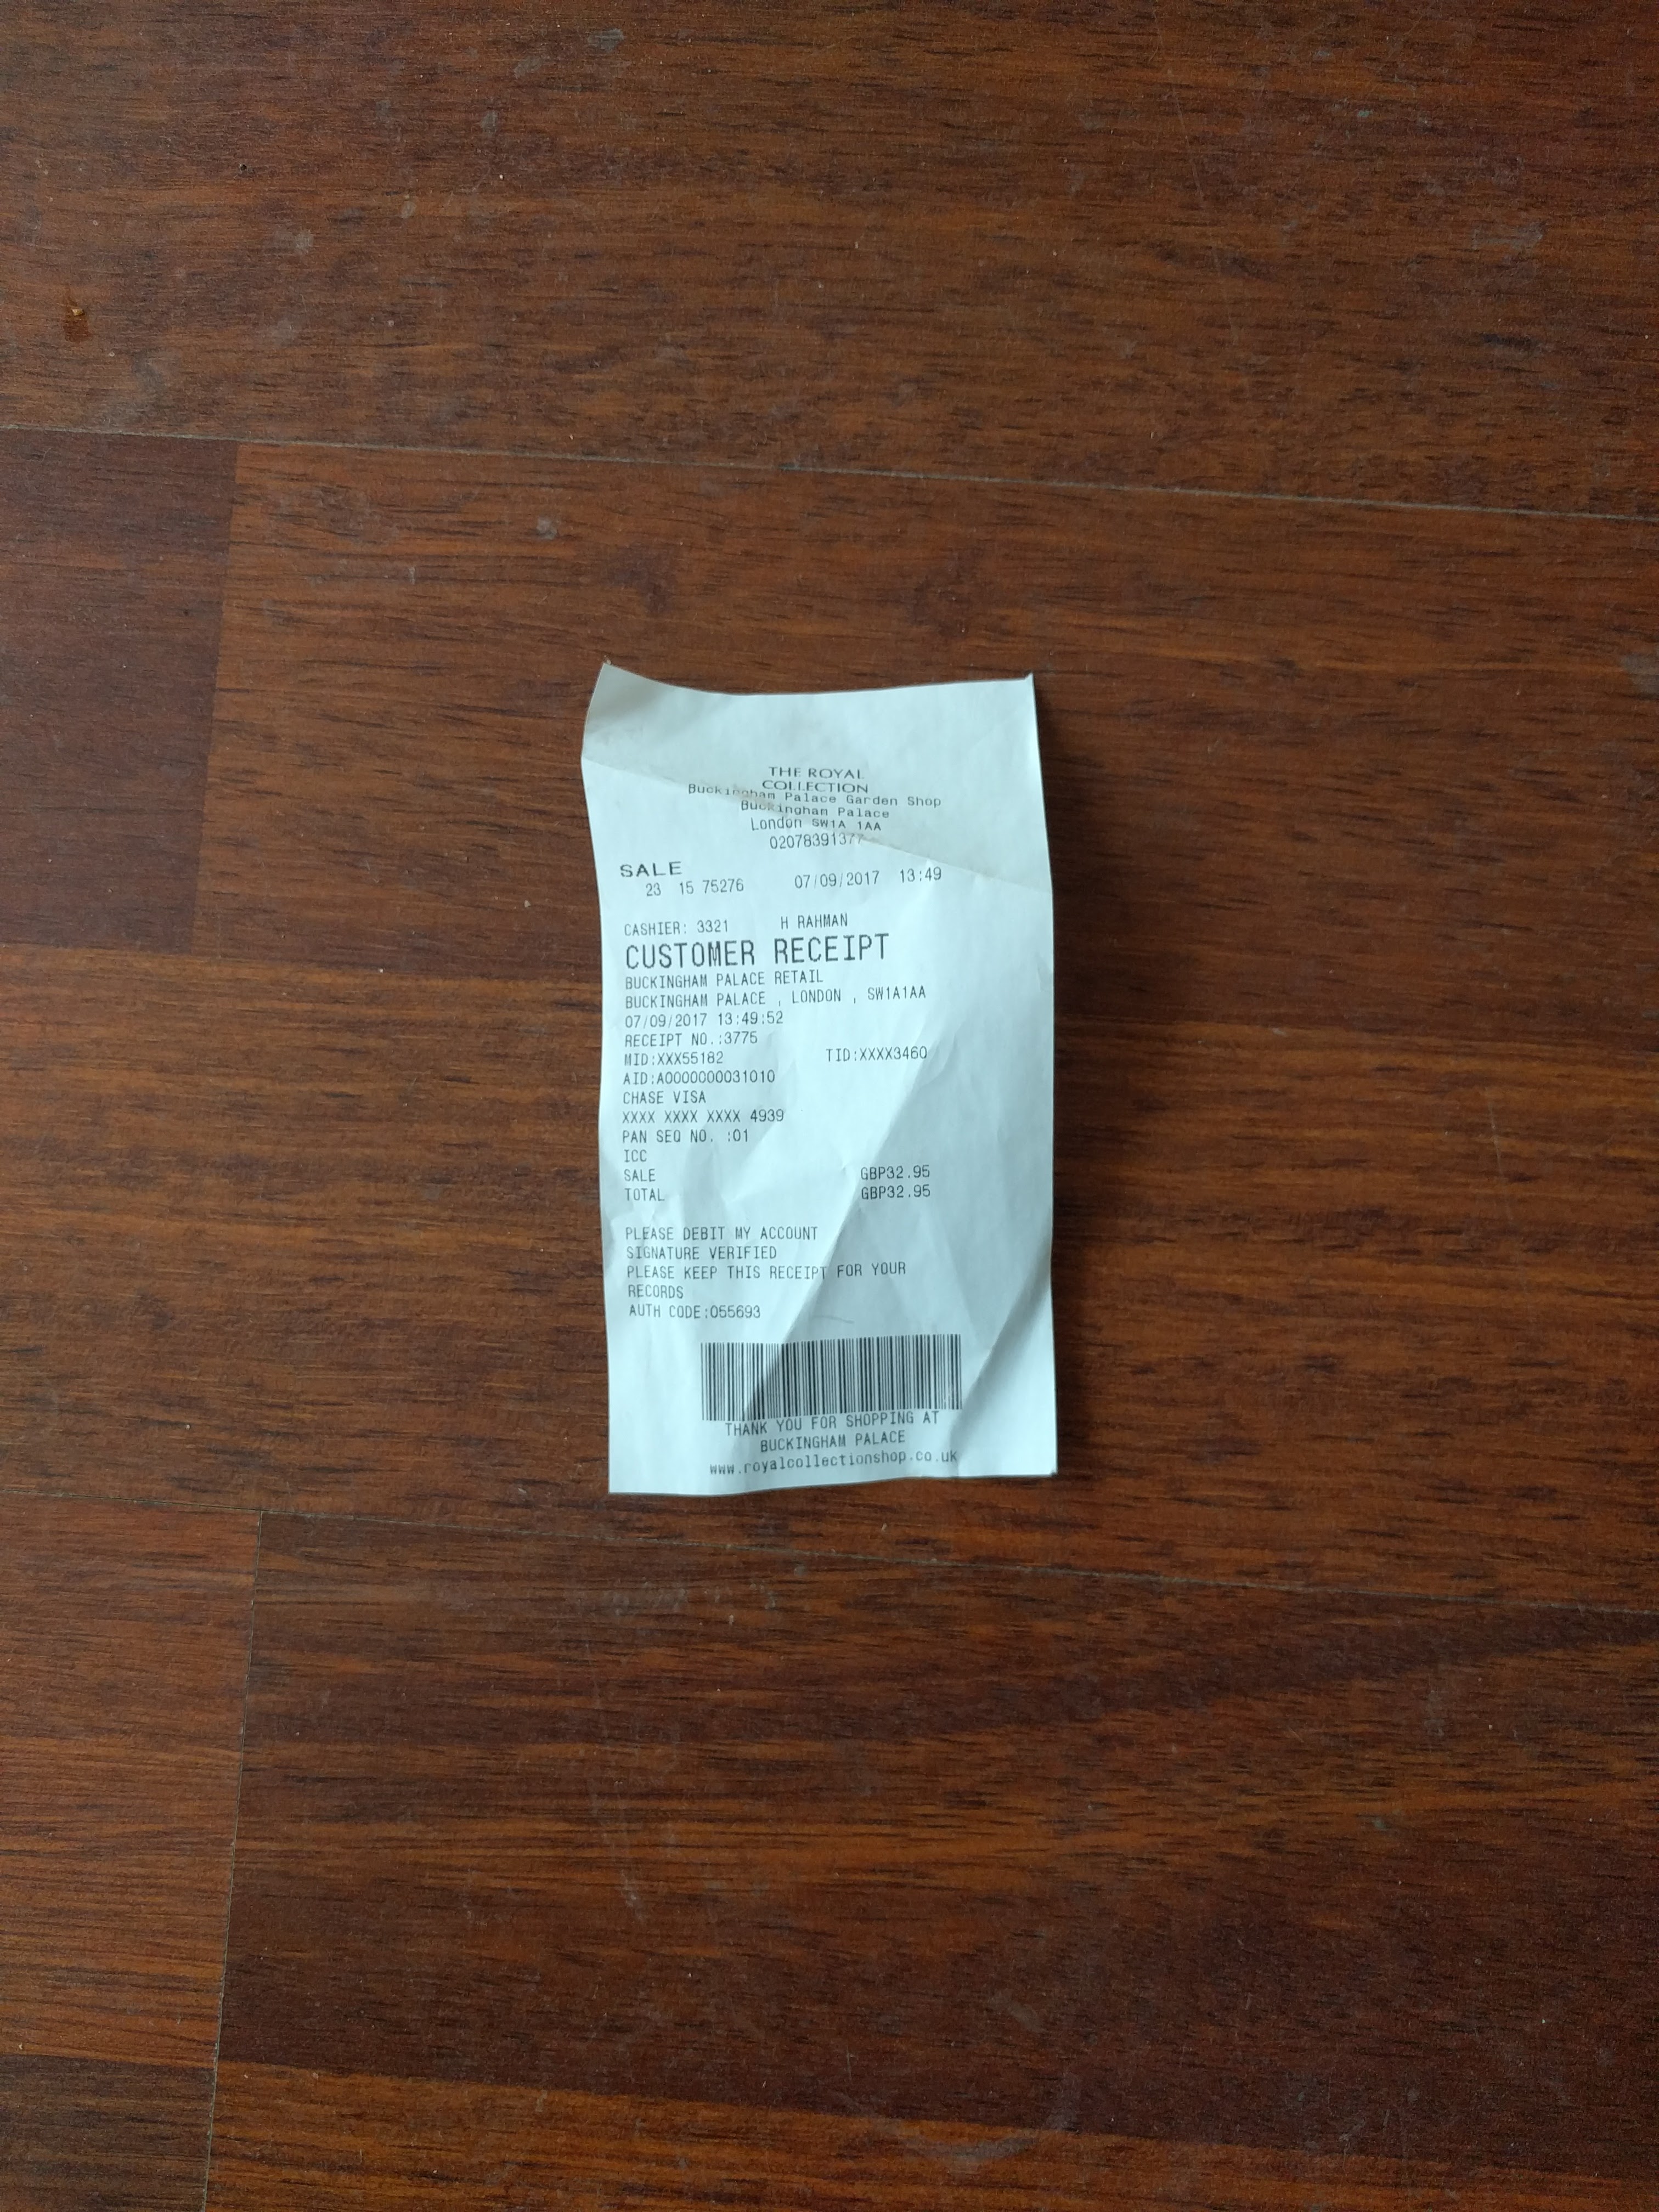 THE ROYAL
COLLECTION
Buckingham Palace Garden Shop
Buckingham Palace
London SW1A 1AA
02078391377
SALE
23 15 75276 07/09/2017 13:49
CASHIER: 3321 H RAHMAN
CUSTOMER RECEIPT
BUCKINGHAM PALACE RETAIL
BUCKINGHAM PALACE , LONDON , SW1A1AA
07/09/2017 13:49:52
RECEIPT NO.:3775
MID:XXX55182 TID:XXXX3460
AID:A0000000031010
CHASE VISA
XXXX XXXX XXXX 4939
PAN SEQ NO. :01
ICC
SALE GBP32.95
TOTAL GBP32.95
PLEASE DEBIT MY ACCOUNT
SIGNATURE VERIFIED
PLEASE KEEP THIS RECEIPT FOR YOUR
RECORDS
AUTH CODE:055693
THANK YOU FOR SHOPPING AT
BUCKINGHAM PALACE
www.royalcollectionshop.co.uk